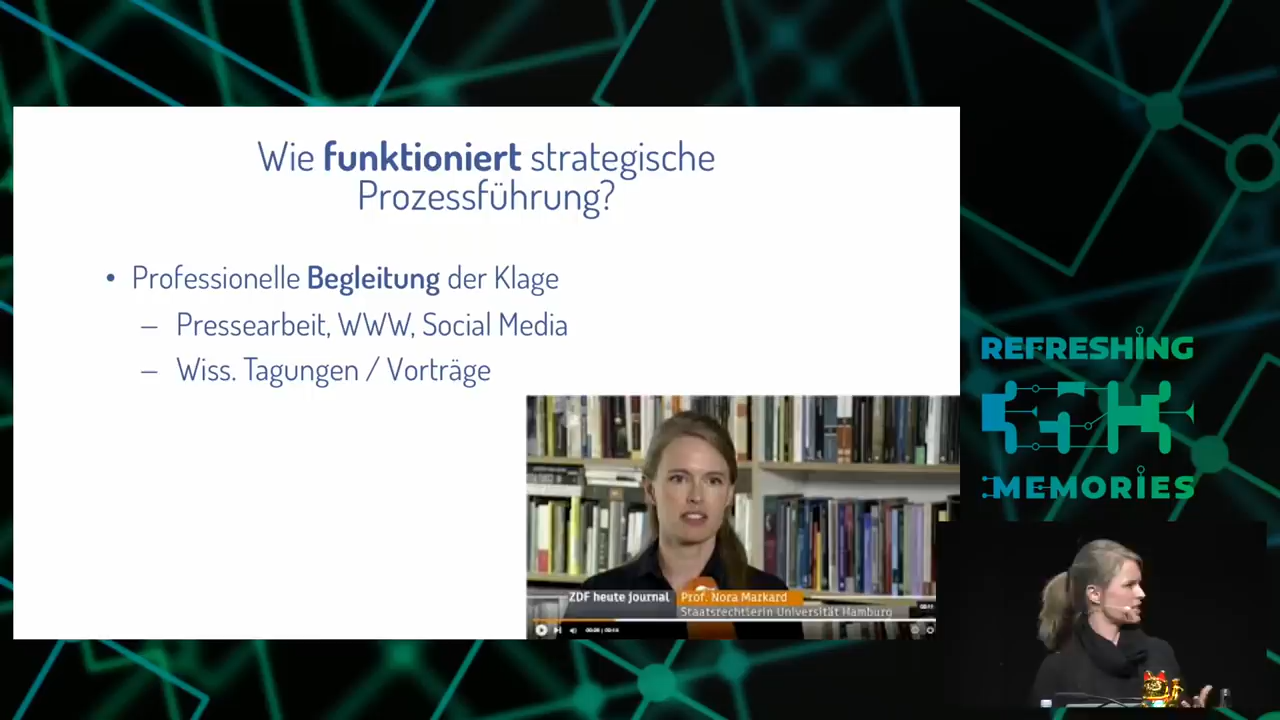 Wie funktioniert strategische
Prozessführung?
• Professionelle Begleitung der Klage
– Pressearbeit, WWW, Social Media
– Wiss. Tagungen / Vorträge
ZDF heute journal
Prof. Nora Markard
Staatsrechtlerin Universität Hamburg
REFRESHING
MEMORIES